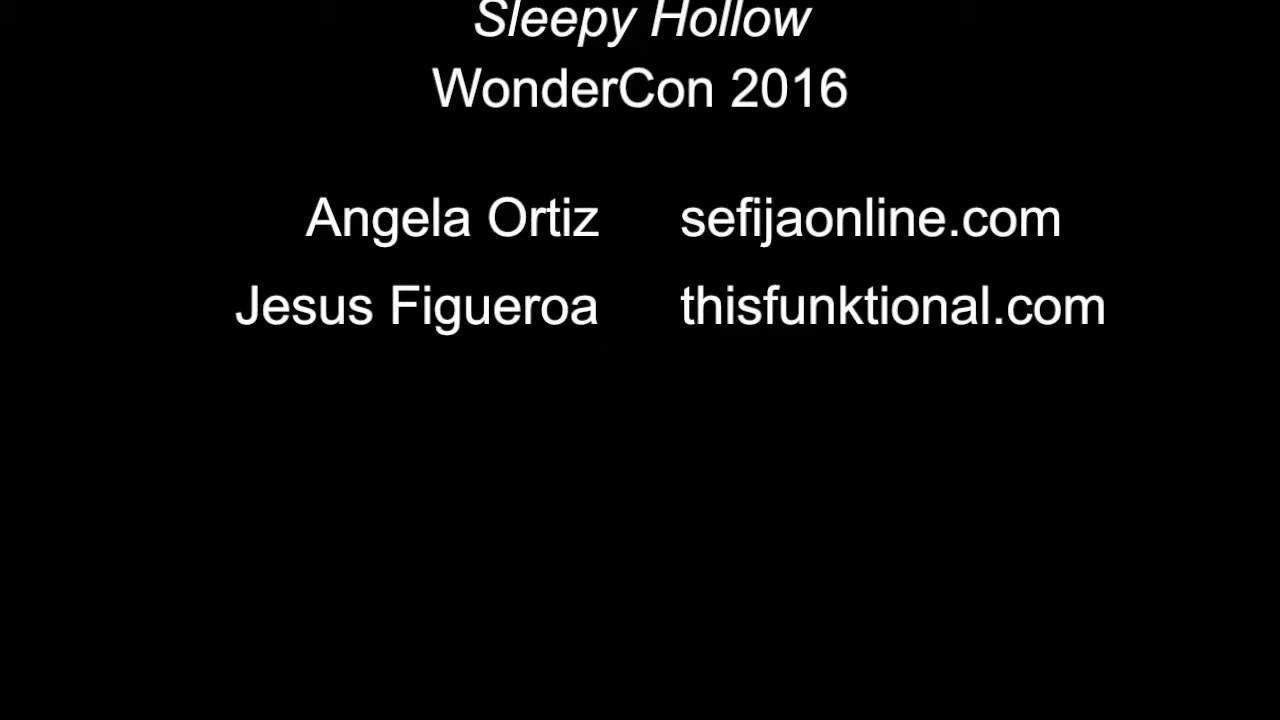 Sleepy Hollow
WonderCon 2016
Angela Ortiz sefijaonline.com
Jesus Figueroa thisfunktional.com